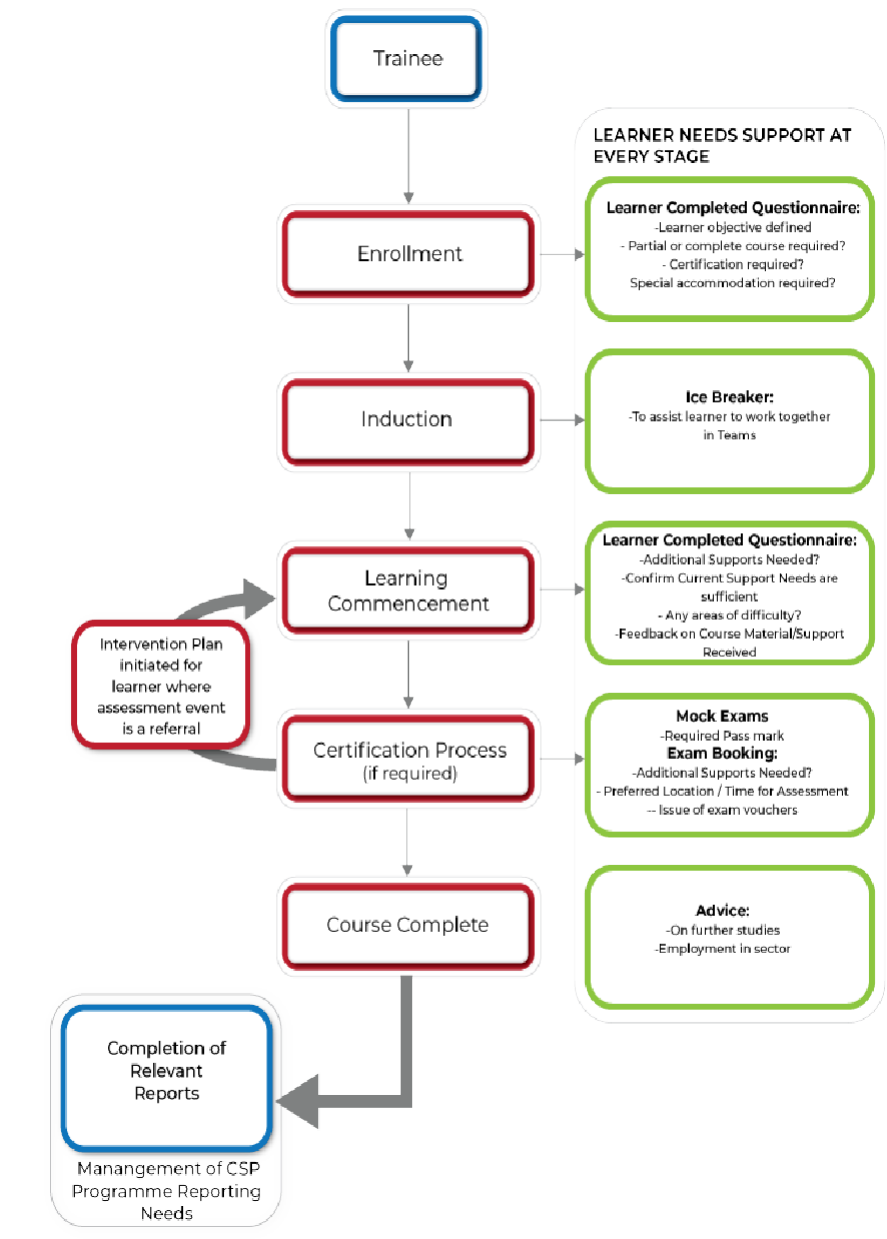 Trainee
LEARNER NEEDS SUPPORT AT
EVERY STAGE
Enrollment
Learner Completed Questionnaire:
-Learner objective defined
- Partial or complete course required?
- Certification required?
Special accommodation required?
Induction
Ice Breaker:
-To assist learner to work together
in Teams
Learning
Commencement
Learner Completed Questionnaire:
-Additional Supports Needed?
-Confirm Current Support Needs are
sufficient
- Any areas of difficulty?
-Feedback on Course Material/Support
Received
Intervention Plan
initiated for
learner where
assessment event
is a referral
Certification Process
(if required)
Mock Exams
-Required Pass mark
Exam Booking:
-Additional Supports Needed?
- Preferred Location / Time for Assessment
-- Issue of exam vouchers
Course Complete
Advice:
-On further studies
-Employment in sector
Completion of
Relevant
Reports
Manangement of CSP
Programme Reporting
Needs